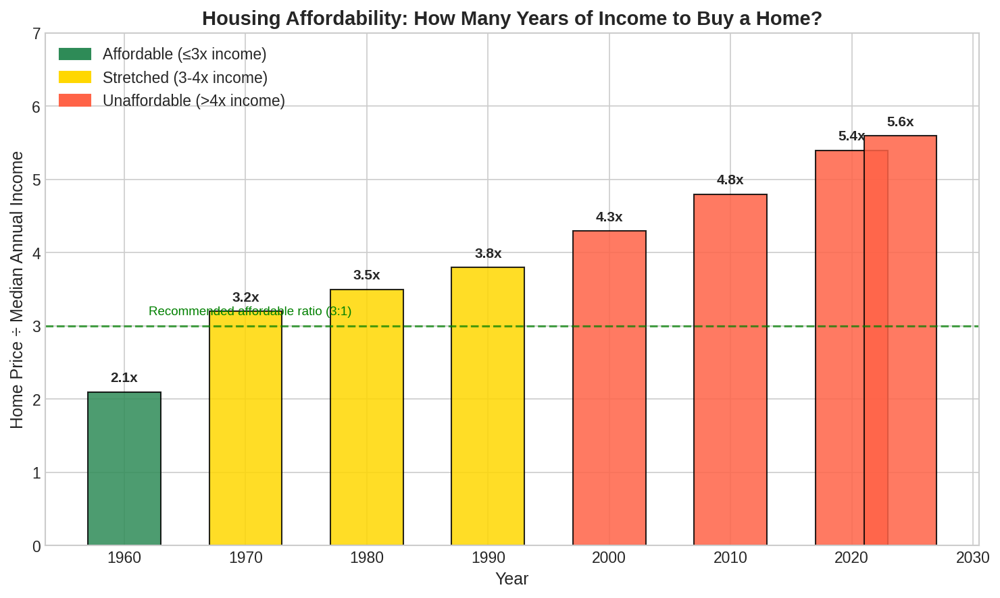 Housing Affordability: How Many Years of Income to Buy a Home?
7
6
5
4
3
2
1
0
Home Price ÷ Median Annual Income
Affordable (≤3x income)
Stretched (3-4x income)
Unaffordable (>4x income)
2.1x
3.2x
3.5x
3.8x
4.3x
4.8x
5.4x
5.6x
Recommended affordable ratio (3:1)
1960
1970
1980
1990
2000
2010
2020
2030
Year